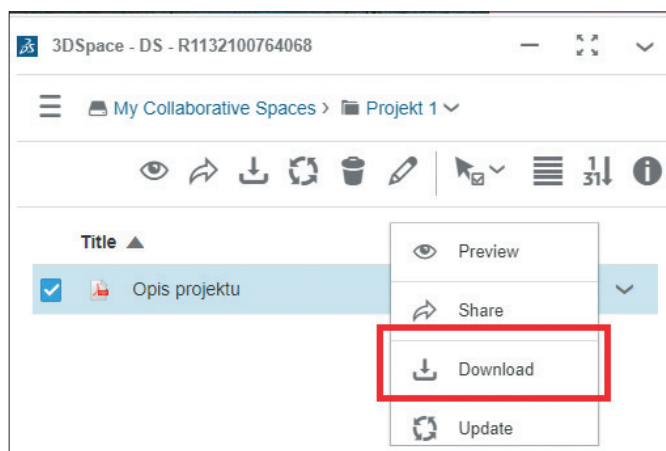 3DSpace - DS - R1132100764068
My Collaborative Spaces > Projekt 1
Title
Opis projektu
Preview
Share
Download
Update